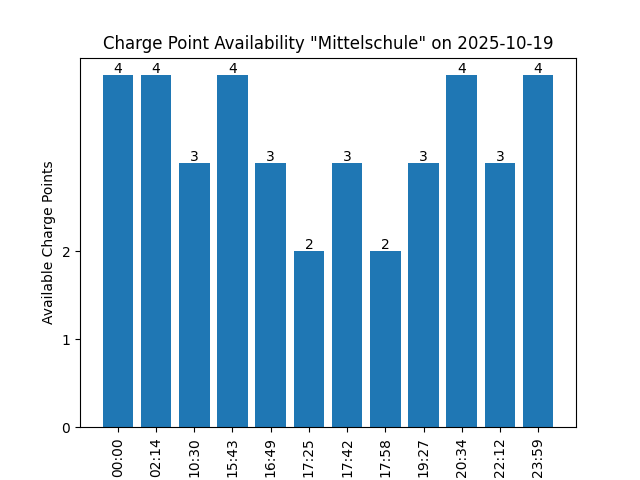 Charge Point Availability "Mittelschule" on 2025-10-19
4 4 3 4 3 2 3 2 3 4 3 4
Available Charge Points
2
1
0
00:00 02:14 10:30 15:43 16:49 17:25 17:42 17:58 19:27 20:34 22:12 23:59